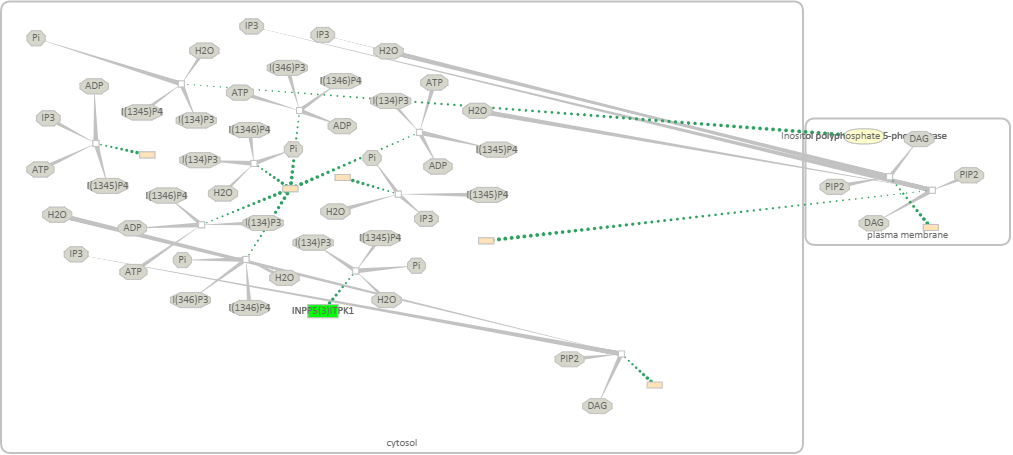 IP3
Pi
IP3
H2O
H2O
I(346)P3
I(1346)P4
ATP
ADP
ATP
I(134)P3
I(1345)P4
H2O
IP3
I(134)P3
ADP
I(1346)P4
Inositol polyphosphate 5-phosphatase
DAG
Pi
I(1345)P4
ADP
I(134)P3
Pi
ATP
PIP2
I(1345)P4
PIP2
I(1346)P4
H2O
I(1345)P4
H2O
H2O
IP3
I(134)P3
DAG
ADP
plasma membrane
I(134)P3
I(1345)P4
IP3
Pi
Pi
ATP
H2O
I(346)P3
H2O
I(1346)P4
PIP2
DAG
cytosol